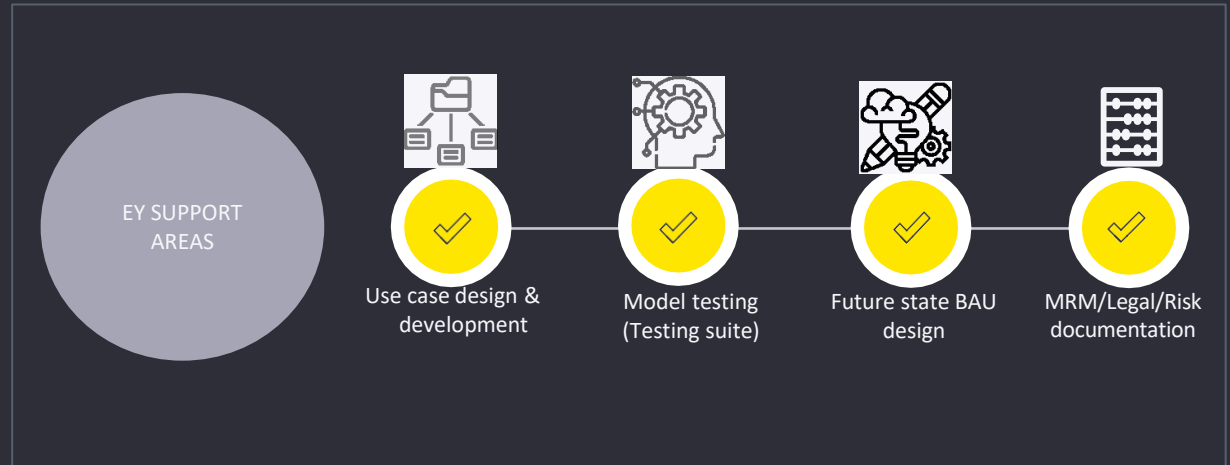 EY SUPPORT
AREAS
Use case design &
development
Model testing
(Testing suite)
Future state BAU
design
MRM/Legal/Risk
documentation